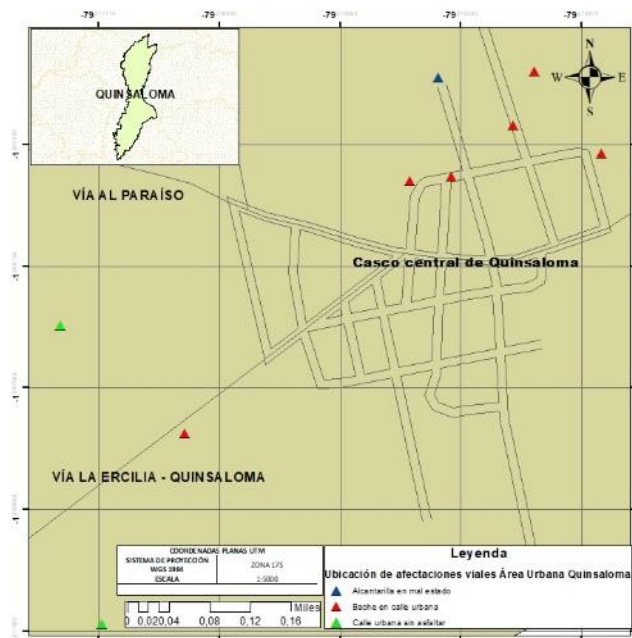 -79
-79
-79
-79
-79
N
W E
S
QUINSALOMA
VÍA AL PARAÍSO
Casco central de Quinsaloma
VÍA LA ERCILIA - QUINSALOMA
COORDENADAS PLANAS UTM
SISTEMA DE PROYECCIÓN
WGS 1984
ZONA 17S
ESCALA
1:5000
Miles
0 0,02 0,04 0,08 0,12 0,16
Leyenda
Ubicación de afectaciones viales Área Urbana Quinsaloma
Alcantarilla en mal estado
Bache en calle urbana
Calle urbana sin asfaltar